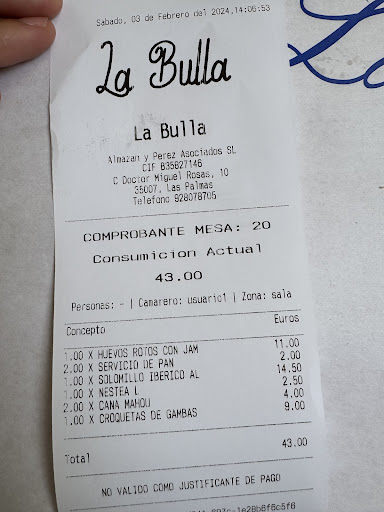 Sabado, 03 de Febrero del 2024,14:06:53
La Bulla
La Bulla
Almazan y Perez Asociados SL
CIF B35827146
C Doctor Miguel Rosas, 10
35007, Las Palmas
Telefono 928078705
COMPROBANTE MESA: 20
Consumicion Actual
43.00
Personas: - | Camarero: usuario1 | Zona: sala
Concepto Euros
1.00 X HUEVOS ROTOS CON JAM 11.00
2.00 X SERVICIO DE PAN 2.00
1.00 X SOLOMILLO IBERICO AL 14.50
1.00 X NESTEA L 2.50
2.00 X CANA MAHOU 4.00
1.00 X CROQUETAS DE GAMBAS 9.00
Total 43.00
NO VALIDO COMO JUSTIFICANTE DE PAGO